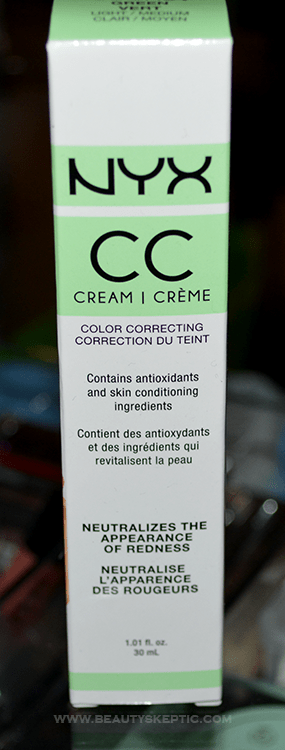 GREEN
VERT
LIGHT / MEDIUM
CLAIR / MOYEN
NYX
CC
CREAM | CRÈME
COLOR CORRECTING
CORRECTION DU TEINT
Contains antioxidants
and skin conditioning
ingredients
Contient des antioxydants
et des ingrédients qui
revitalisent la peau
NEUTRALIZES THE
APPEARANCE
OF REDNESS
NEUTRALISE
L'APPARENCE
DES ROUGEURS
1.01 fl. oz.
30 mL
WWW.BEAUTYSKEPTIC.COM